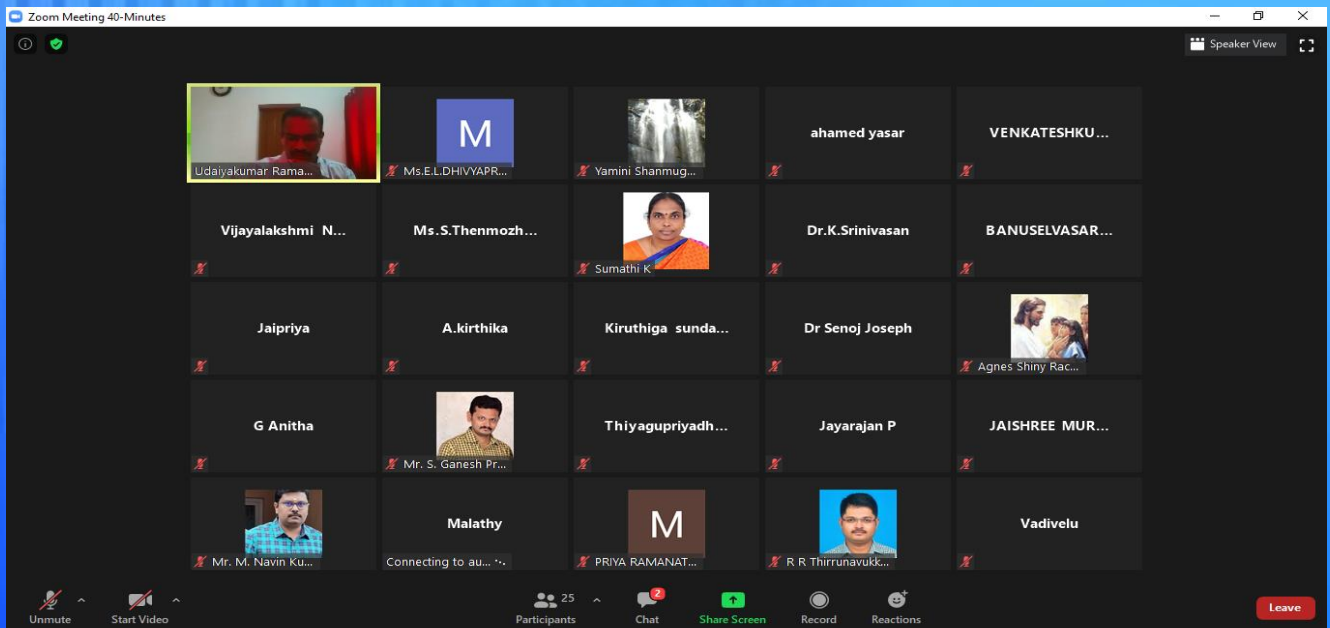 Zoom Meeting 40-Minutes
Speaker View
Udaiyakumar Rama...
M
Ms.E.L.DHIVYAPR...
Yamini Shanmug...
ahamed yasar
VENKATESHKU...
Vijayalakshmi N...
Ms.S.Thenmozh...
Sumathi K
Dr.K.Srinivasan
BANUSELVASAR...
Jaipriya
A.kirthika
Kiruthiga sunda...
Dr Senoj Joseph
Agnes Shiny Rac...
G Anitha
Mr. S. Ganesh Pr...
Thiyagupriyadh...
Jayarajan P
JAISHREE MUR...
Mr. M. Navin Ku...
Malathy
Connecting to au...
M
PRIYA RAMANAT...
R R Thirrunavukk...
Vadivelu
Unmute
Start Video
25
Participants
2
Chat
Share Screen
Record
Reactions
Leave